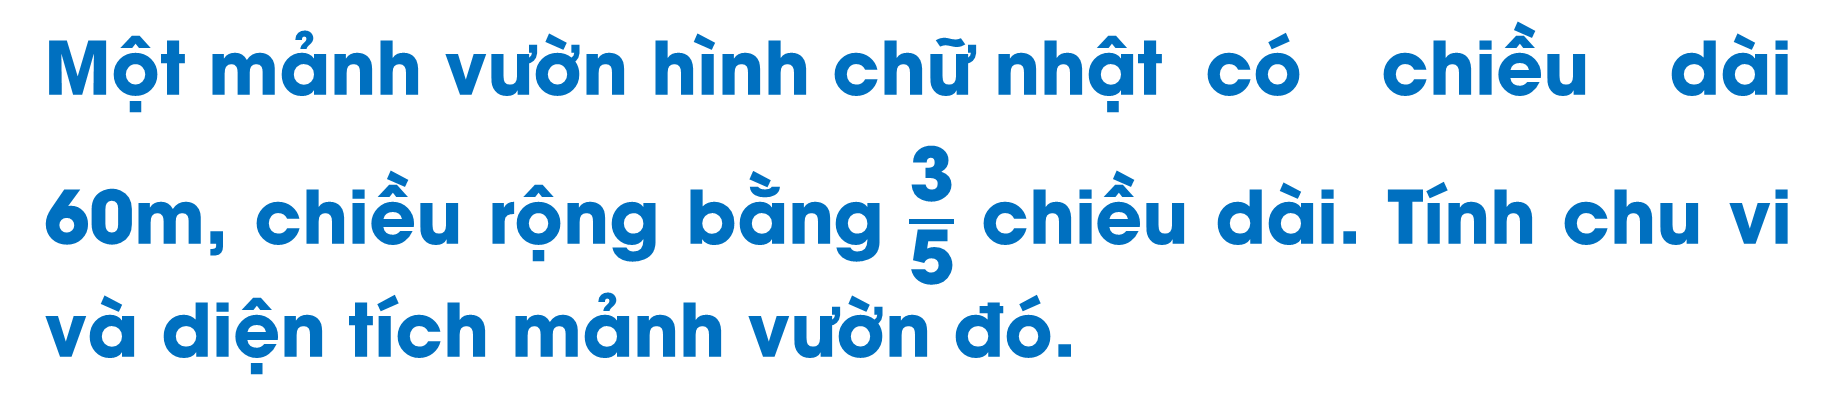 Một mảnh vườn hình chữ nhật có chiều dài
60m, chiều rộng bằng 3/5 chiều dài. Tính chu vi
và diện tích mảnh vườn đó.